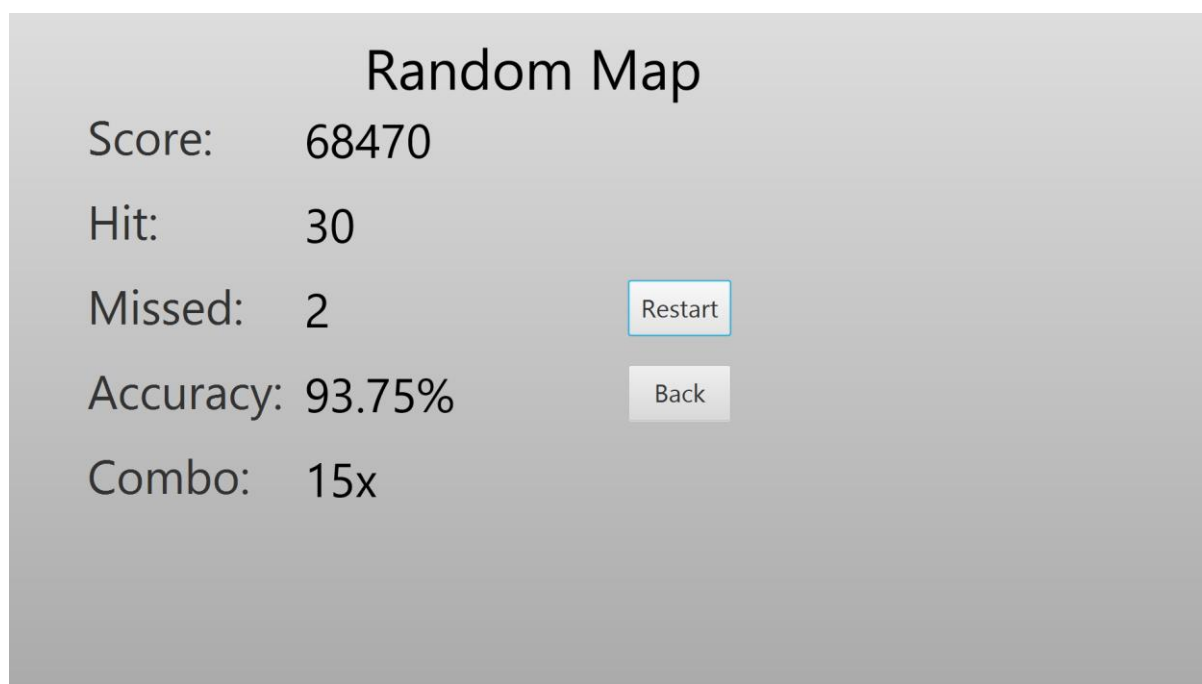 Random Map
Score: 68470
Hit: 30
Missed: 2
Restart
Accuracy: 93.75%
Back
Combo: 15x